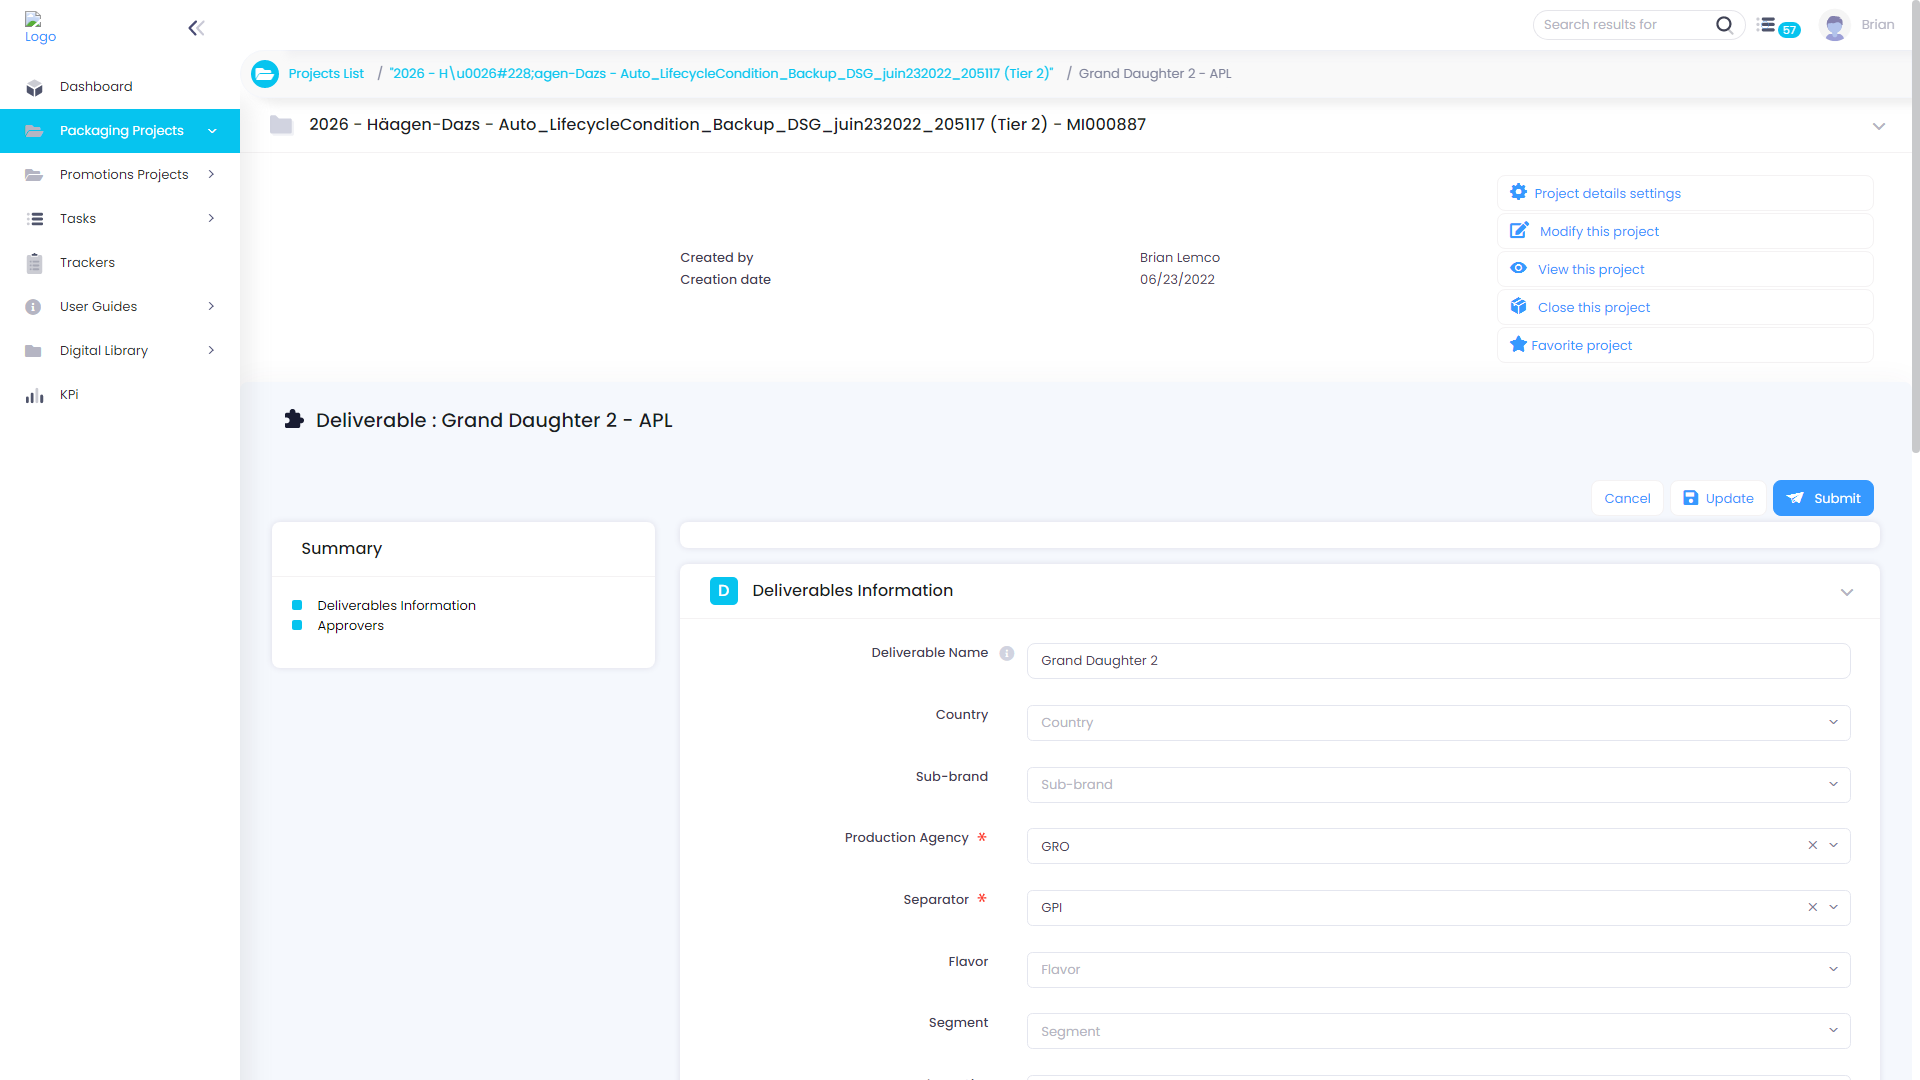 Logo
Search results for
57
Brian
Dashboard
Packaging Projects
Promotions Projects
Tasks
Trackers
User Guides
Digital Library
KPi
Projects List / "2026 - H\u0026#228;agen-Dazs - Auto_LifecycleCondition_Backup_DSG_juin232022_205117 (Tier 2)" / Grand Daughter 2 - APL
2026 - Häagen-Dazs - Auto_LifecycleCondition_Backup_DSG_juin232022_205117 (Tier 2) - MI000887
Created by Brian Lemco
Creation date 06/23/2022
Project details settings
Modify this project
View this project
Close this project
Favorite project
Deliverable : Grand Daughter 2 - APL
Cancel Update Submit
Summary
Deliverables Information
Approvers
D Deliverables Information
Deliverable Name Grand Daughter 2
Country Country
Sub-brand Sub-brand
Production Agency * GRO
Separator * GPI
Flavor Flavor
Segment Segment